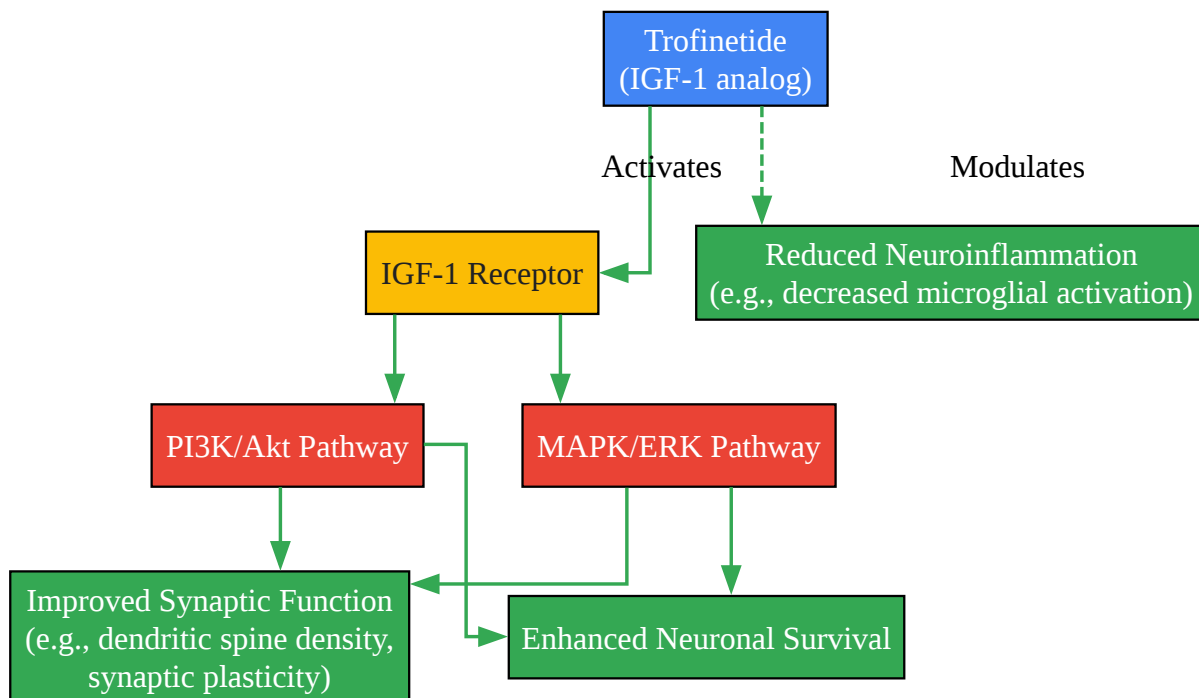 Trofinetide
(IGF-1 analog)
Activates
Modulates
IGF-1 Receptor
Reduced Neuroinflammation
(e.g., decreased microglial activation)
PI3K/Akt Pathway
MAPK/ERK Pathway
Improved Synaptic Function
(e.g., dendritic spine density,
synaptic plasticity)
Enhanced Neuronal Survival